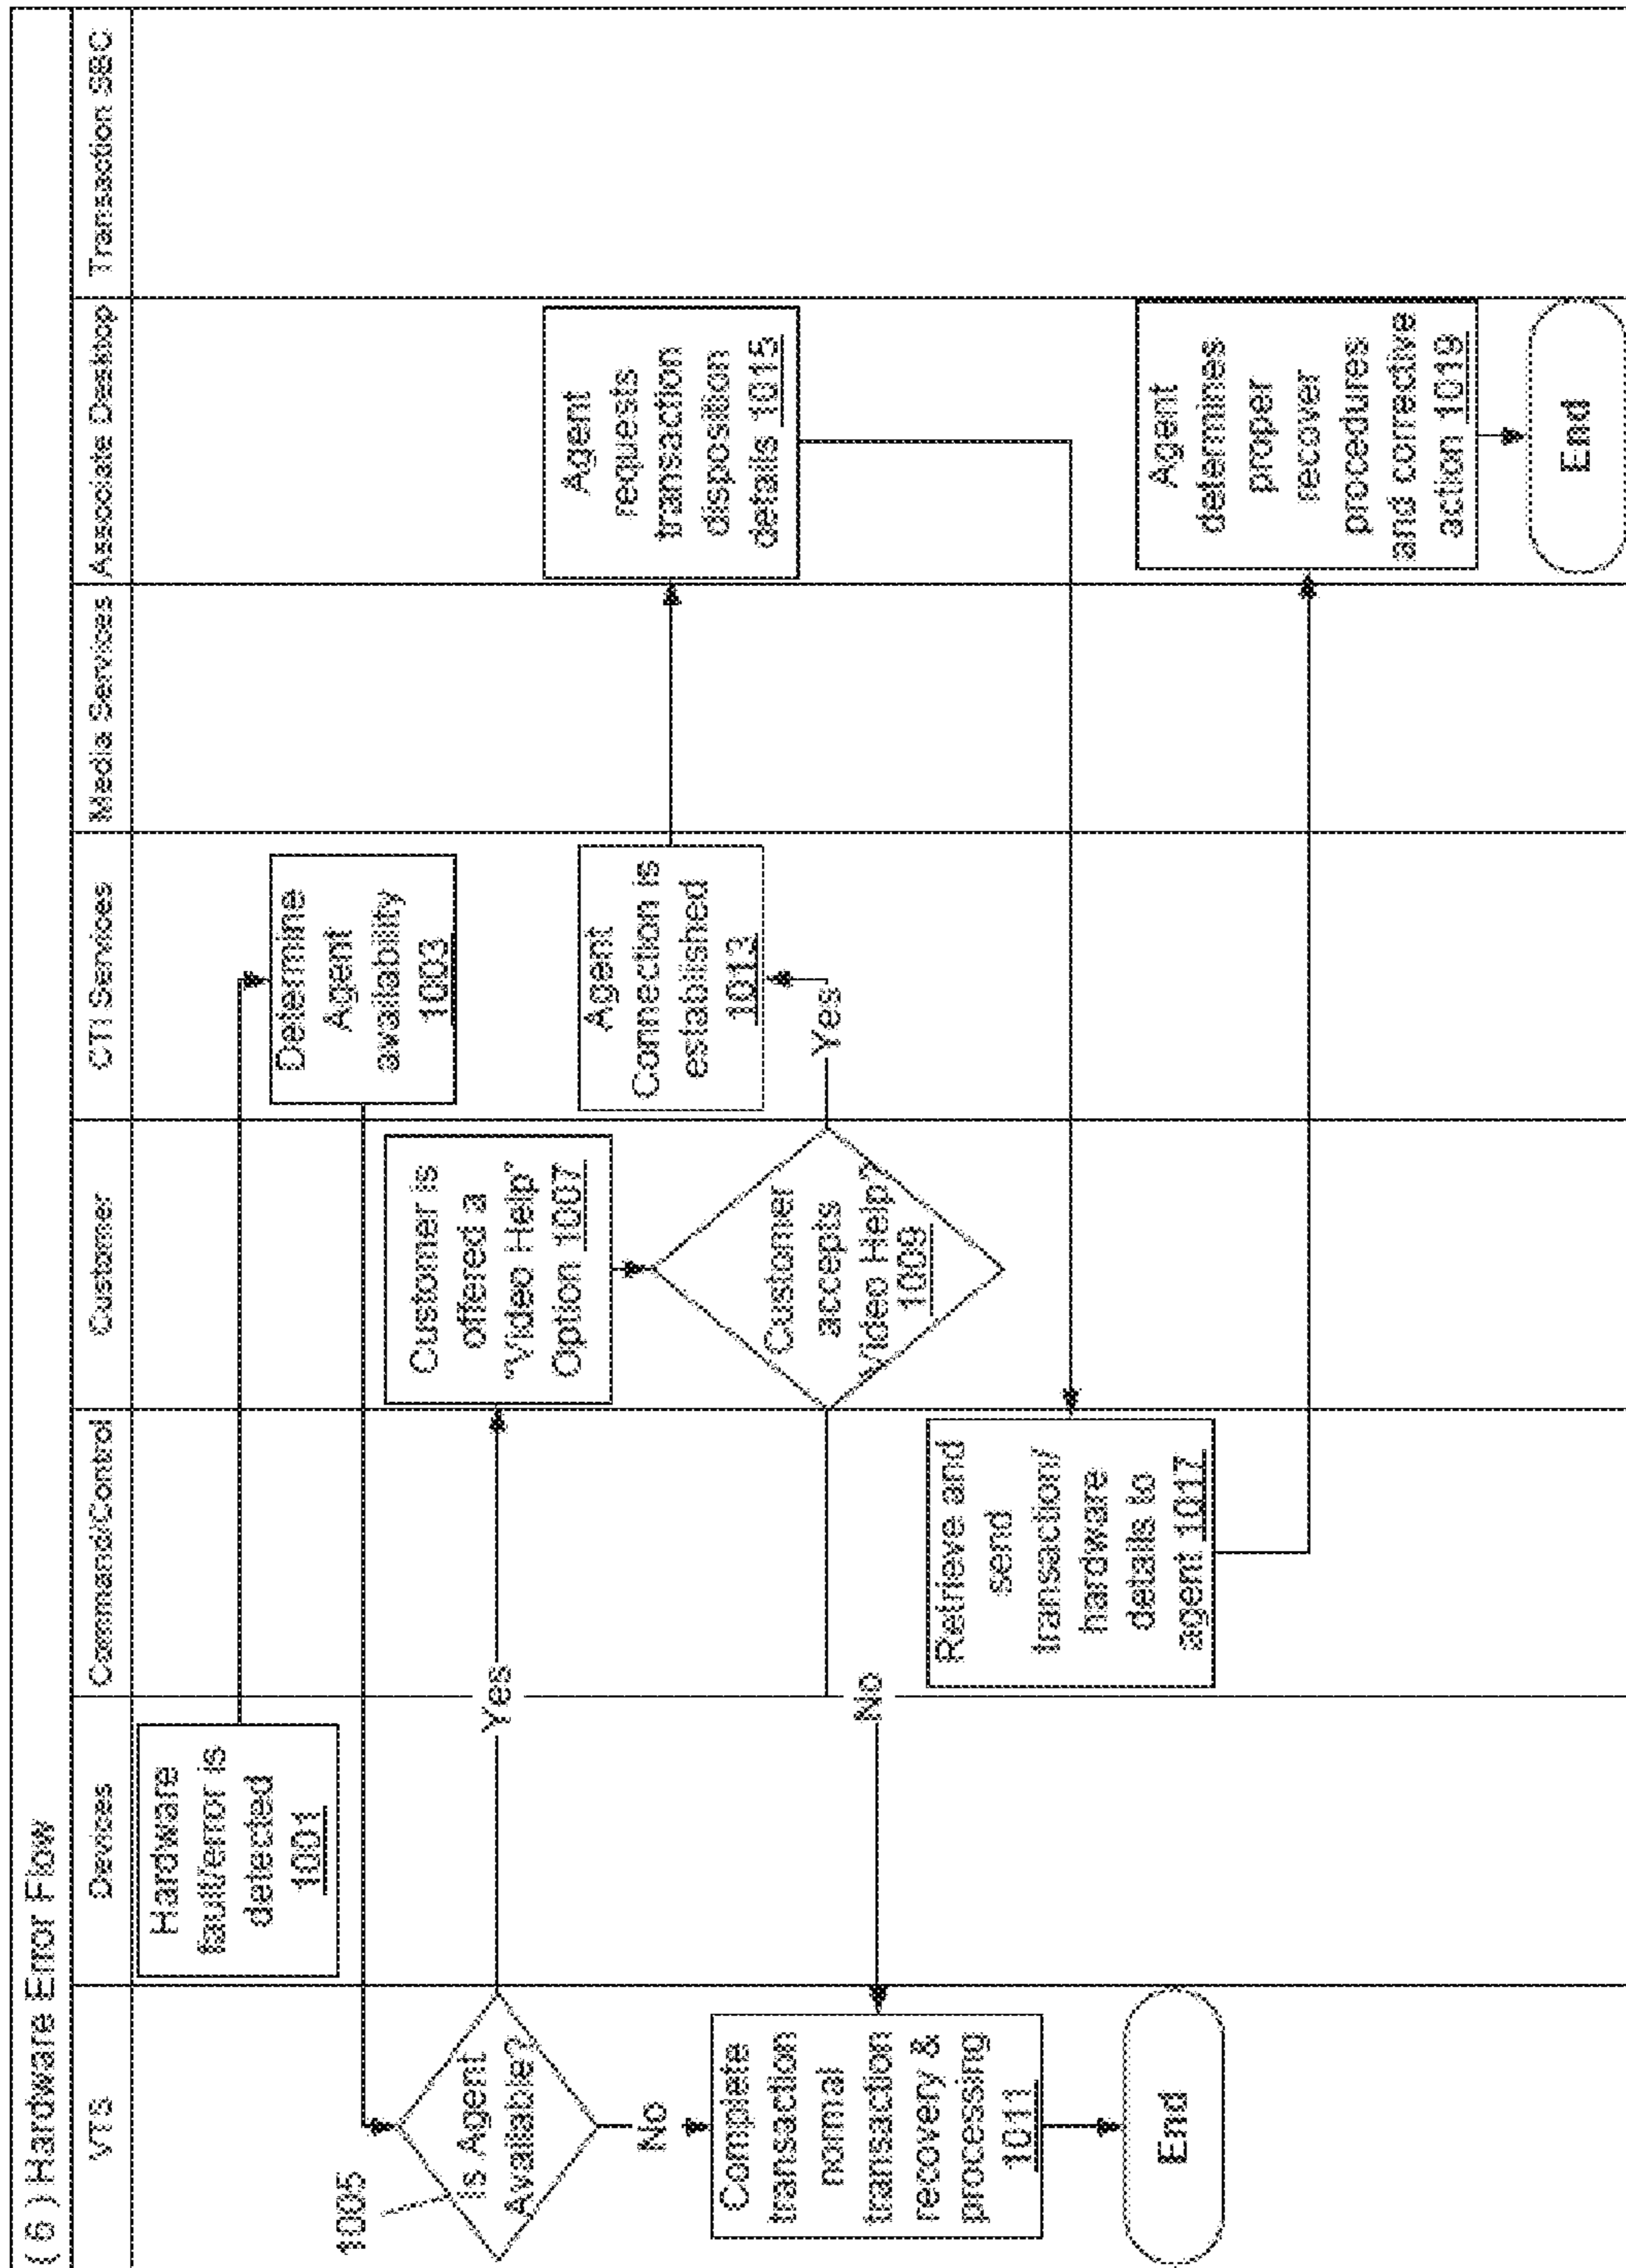 ( 6 ) Hardware Error Flow
VTS
Devices
Command/Control
Customer
CTI Services
Media Services
Associate Desktop
Transaction SBC
Hardware
fault/error is
detected
1001
Determine
Agent
availability
1003
1005
Is Agent
Available?
Yes
No
Customer is
offered a
"Video Help"
Option 1007
Customer
accepts
Video Help?
1009
Yes
No
Agent
Connection is
established
1013
Agent
requests
transaction
disposition
details 1015
Complete
transaction
normal
transaction
recovery &
processing
1011
End
Retrieve and
send
transaction/
hardware
details to
agent 1017
Agent
determines
proper
recover
procedures
and corrective
action 1019
End